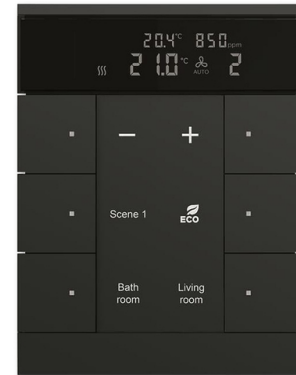 20.4°C 850ppm
21.0°C AUTO 2
− +
Scene 1 ECO
Bath room
Living room